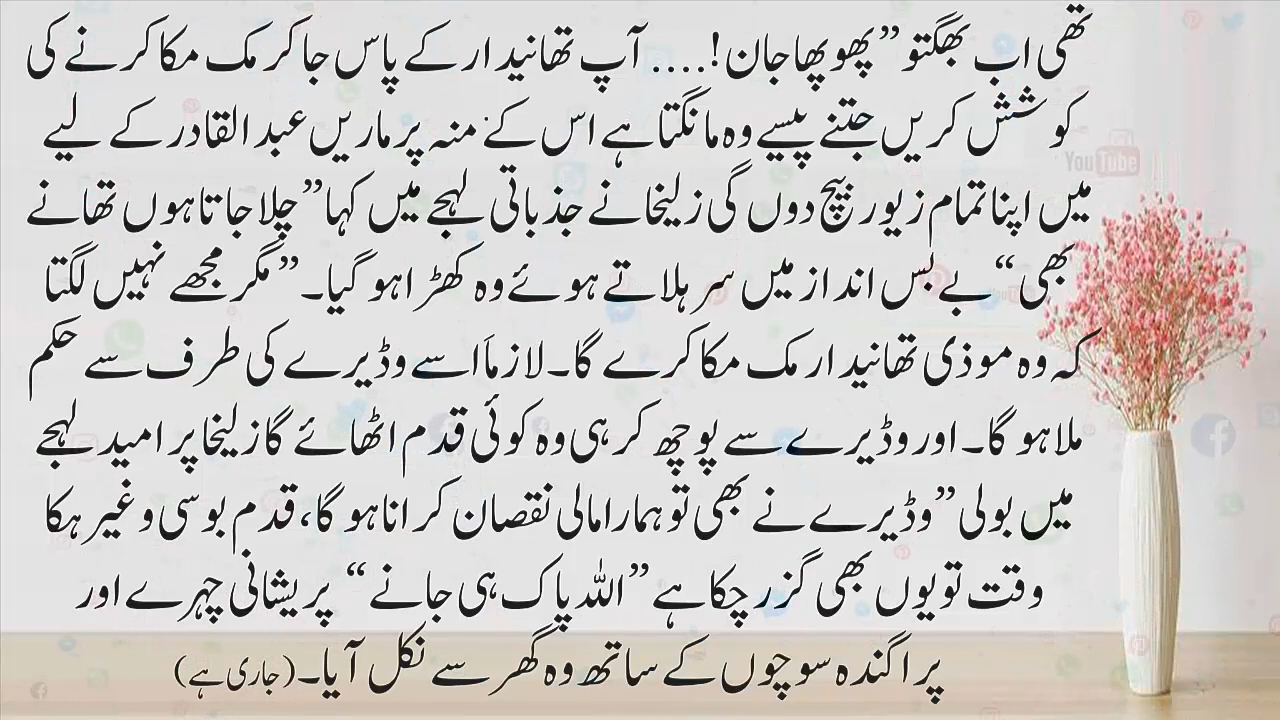 تھی اب بھگتو ”پھوپھا جان!.... آپ تھانیدار کے پاس جا کر مک مکا کرنے کی
کوشش کریں جتنے پیسے وہ مانگتا ہے اس کے منہ پر ماریں عبد القادر کے لیے
میں اپنا تمام زیور بیچ دوں گی زلیخا نے جذباتی لہجے میں کہا ”چلا جاتا ہوں تھانے
بھی“ بے بس انداز میں سر ہلاتے ہوئے وہ کھڑا ہو گیا۔ ”مگر مجھے نہیں لگتا
کہ وہ موذی تھانیدار مک مکا کرے گا۔ لازماََ اسے وڈیرے کی طرف سے حکم
ملا ہو گا۔ اور وڈیرے سے پوچھ کر ہی وہ کوئی قدم اٹھائے گا زلیخا پر امید لہجے
میں بولی ”وڈیرے نے بھی تو ہمارا مالی نقصان کرانا ہو گا، قدم بوسی وغیرہ کا
وقت تو یوں بھی گزر چکا ہے ”اللہ پاک ہی جانے“ پریشانی چہرے اور
پراگندہ سوچوں کے ساتھ وہ گھر سے نکل آیا۔ (جاری ہے)
YouTube